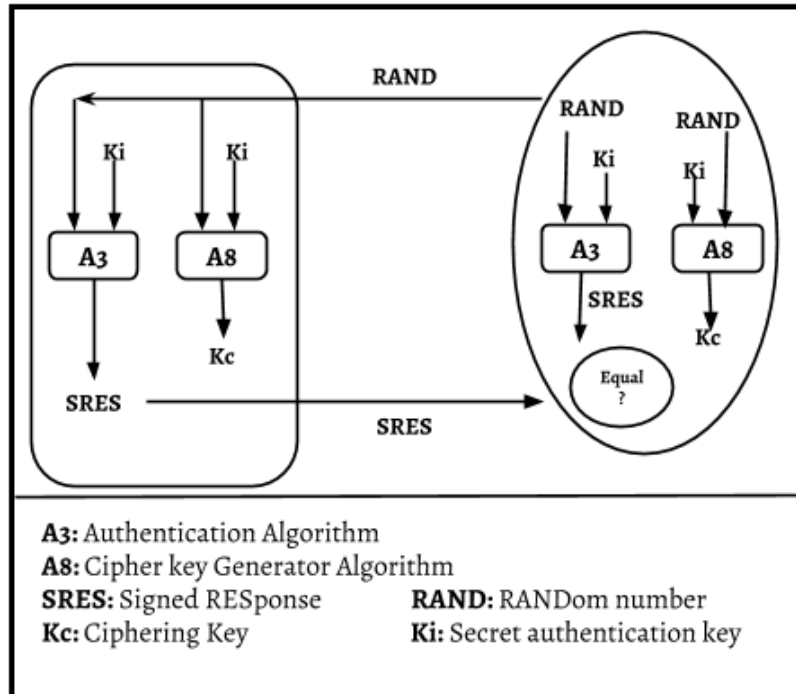 RAND
Ki
Ki
A3
A8
Kc
SRES
SRES
RAND
RAND
Ki
Ki
A3
A8
SRES
Kc
Equal
?
A3: Authentication Algorithm
A8: Cipher key Generator Algorithm
SRES: Signed RESponse RAND: RANDom number
Kc: Ciphering Key Ki: Secret authentication key